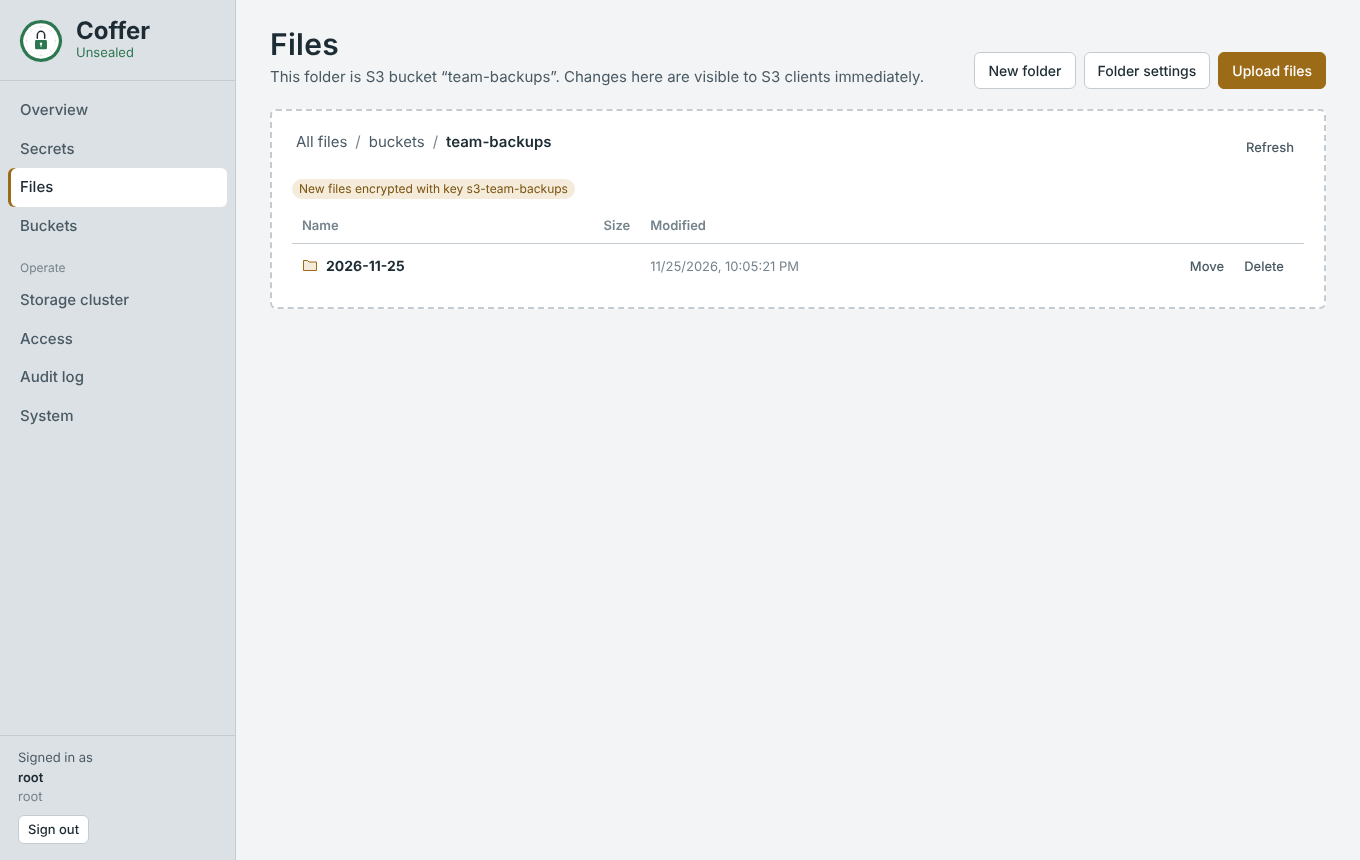 Coffer
Unsealed
Overview
Secrets
Files
Buckets
Operate
Storage cluster
Access
Audit log
System
Signed in as
root
root
Sign out
Files
This folder is S3 bucket “team-backups”. Changes here are visible to S3 clients immediately.
New folder
Folder settings
Upload files
All files / buckets / team-backups
Refresh
New files encrypted with key s3-team-backups
Name Size Modified
2026-11-25 11/25/2026, 10:05:21 PM Move Delete